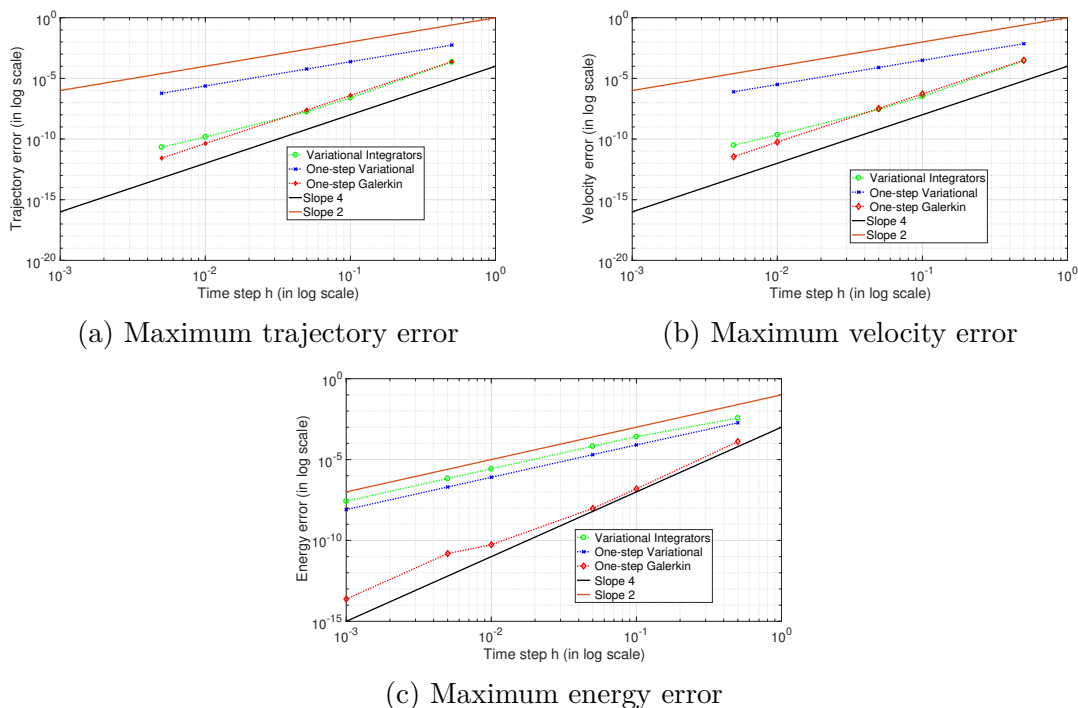 10^0
10^-5
10^-10
10^-15
10^-20
Trajectory error (in log scale)
Variational Integrators
One-step Variational
One-step Galerkin
Slope 4
Slope 2
10^-3
10^-2
10^-1
10^0
Time step h (in log scale)
(a) Maximum trajectory error
10^0
10^-5
10^-10
10^-15
10^-20
Velocity error (in log scale)
Variational Integrators
One-step Variational
One-step Galerkin
Slope 4
Slope 2
10^-3
10^-2
10^-1
10^0
Time step h (in log scale)
(b) Maximum velocity error
10^0
10^-5
10^-10
10^-15
Energy error (in log scale)
Variational Integrators
One-step Variational
One-step Galerkin
Slope 4
Slope 2
10^-3
10^-2
10^-1
10^0
Time step h (in log scale)
(c) Maximum energy error